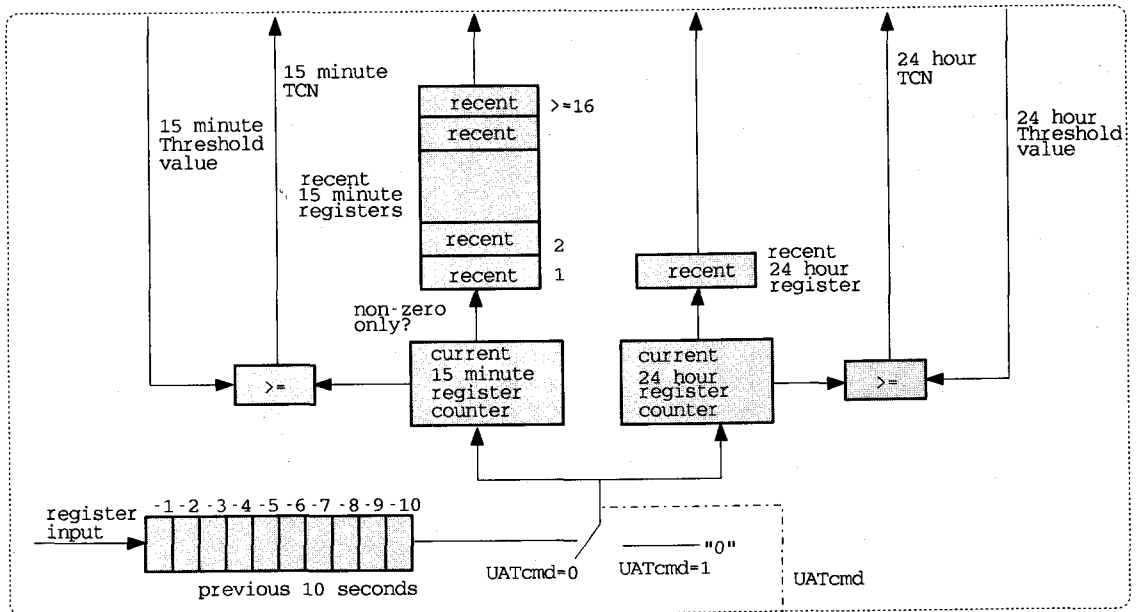 15 minute
TCN
24 hour
TCN
15 minute
Threshold
value
24 hour
Threshold
value
recent
>=16
recent
recent
15 minute
registers
recent
2
recent
1
recent
recent
24 hour
register
non-zero
only?
>=
current
15 minute
register
counter
current
24 hour
register
counter
>=
register
input
-1 -2 -3 -4 -5 -6 -7 -8 -9 -10
previous 10 seconds
UATcmd=0
"0"
UATcmd=1
UATcmd